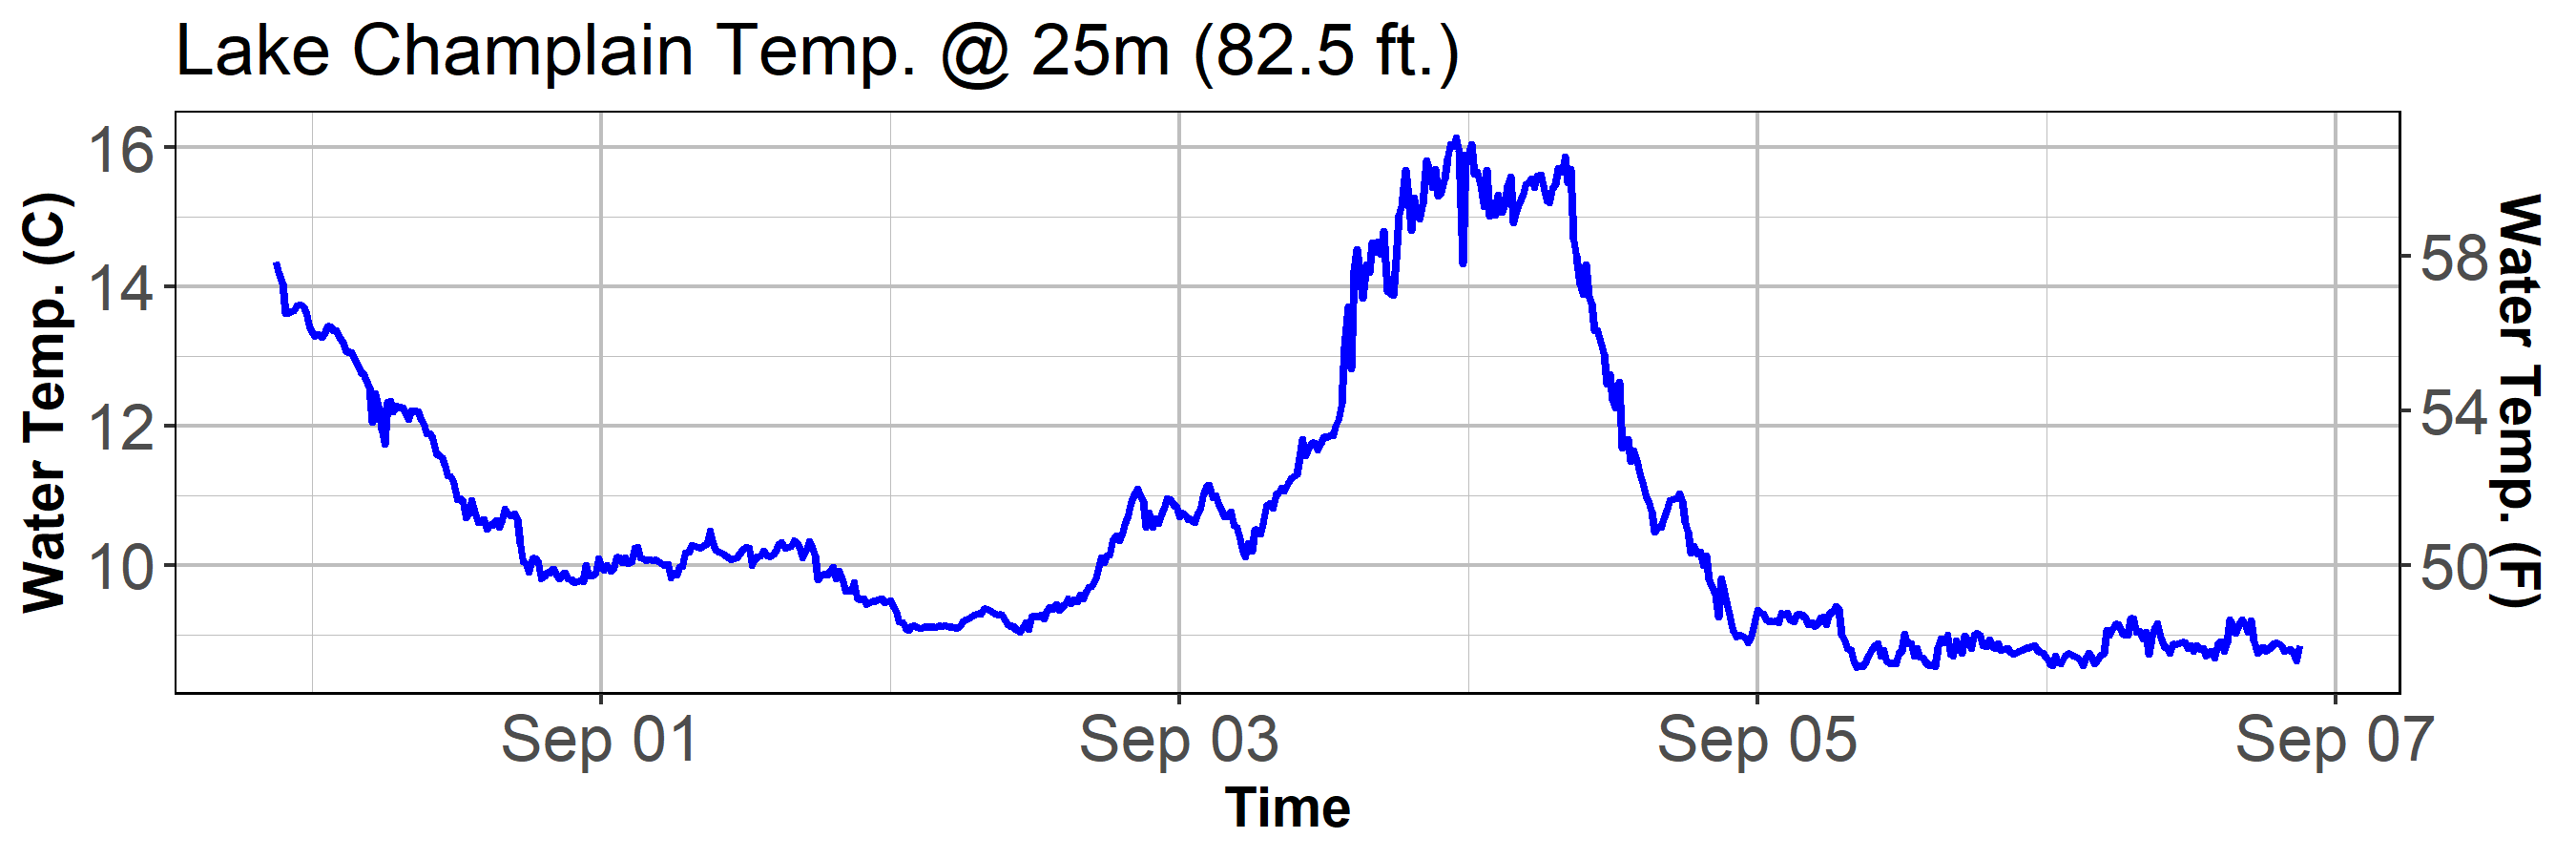 Lake Champlain Temp. @ 25m (82.5 ft.)
Water Temp. (C)
16
14
12
10
58
54
50
Water Temp. (F)
Sep 01
Sep 03
Sep 05
Sep 07
Time